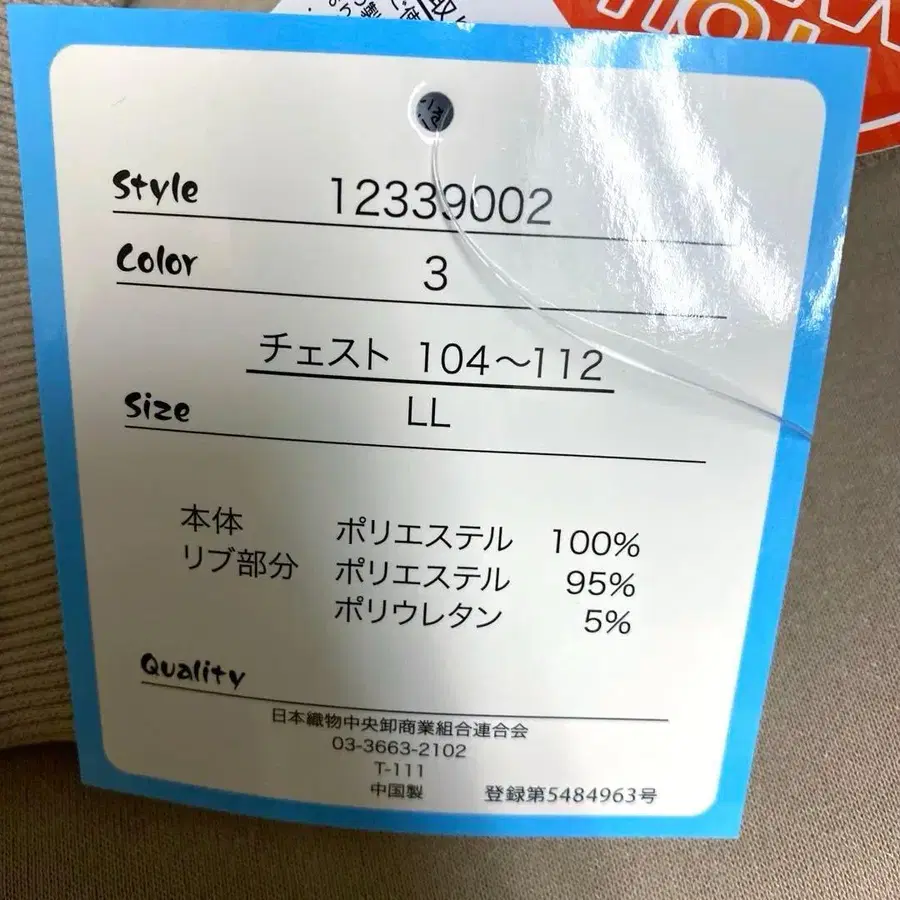 Style 12339002
Color 3
チェスト 104〜112
Size LL
本体 ポリエステル 100%
リブ部分 ポリエステル 95%
ポリウレタン 5%
Quality
日本織物中央卸商業組合連合会
03-3663-2102
T-111
中国製 登録第5484963号